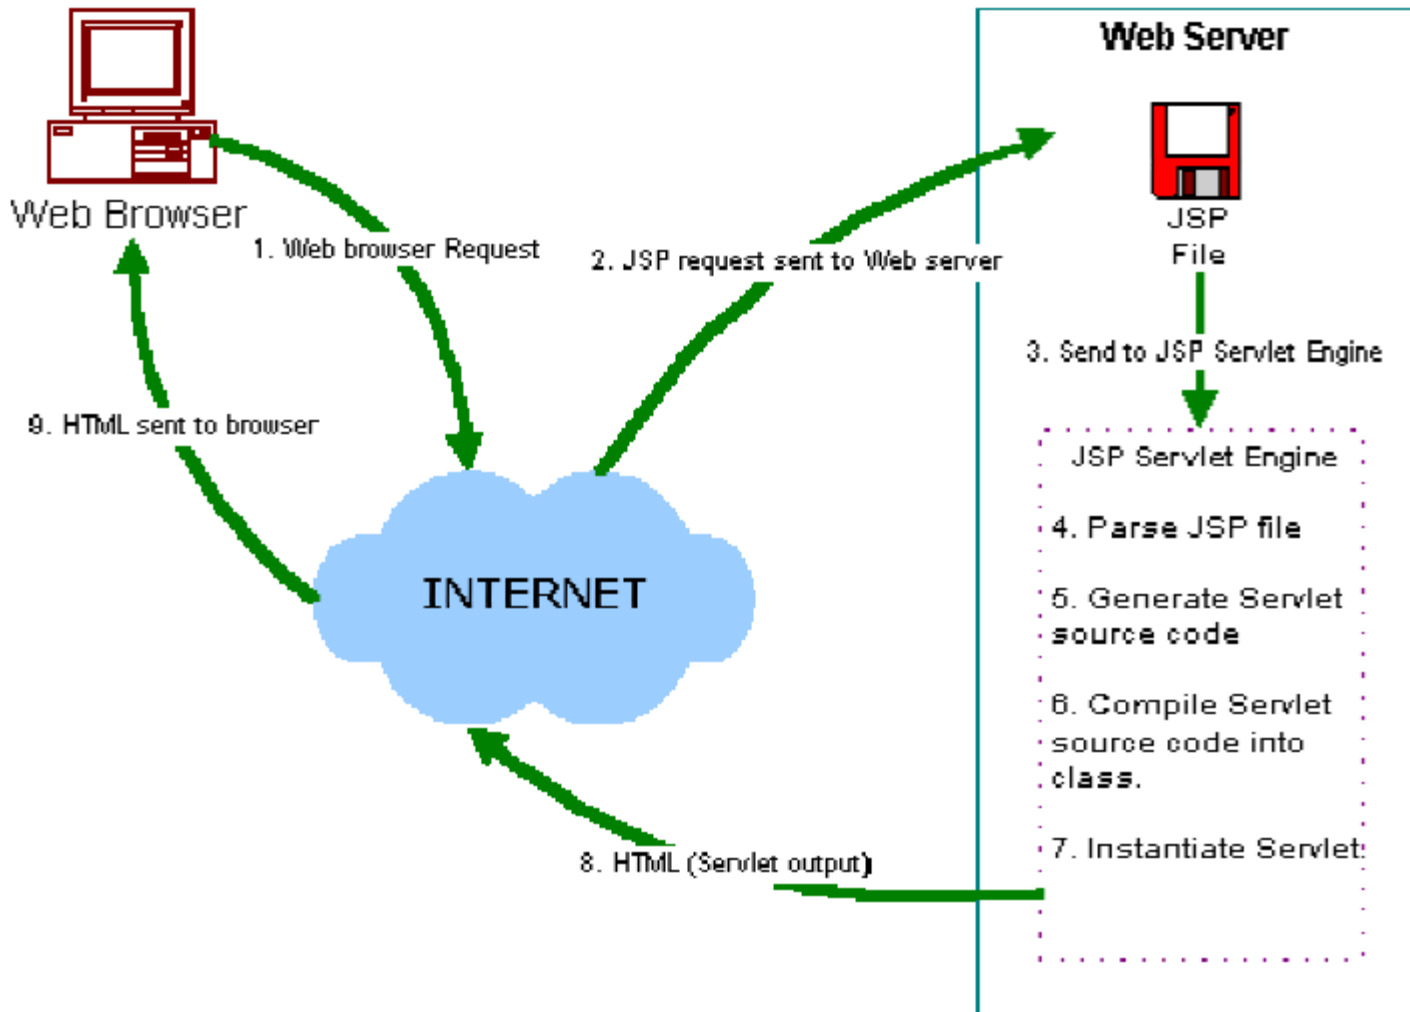 Web Server
JSP
File
Web Browser
1. Web browser Request
2. JSP request sent to Web server
3. Send to JSP Servlet Engine
9. HTML sent to browser
JSP Servlet Engine
4. Parse JSP file
5. Generate Servlet
source code
INTERNET
6. Compile Servlet
source code into
class.
7. Instantiate Servlet
8. HTML (Servlet output)